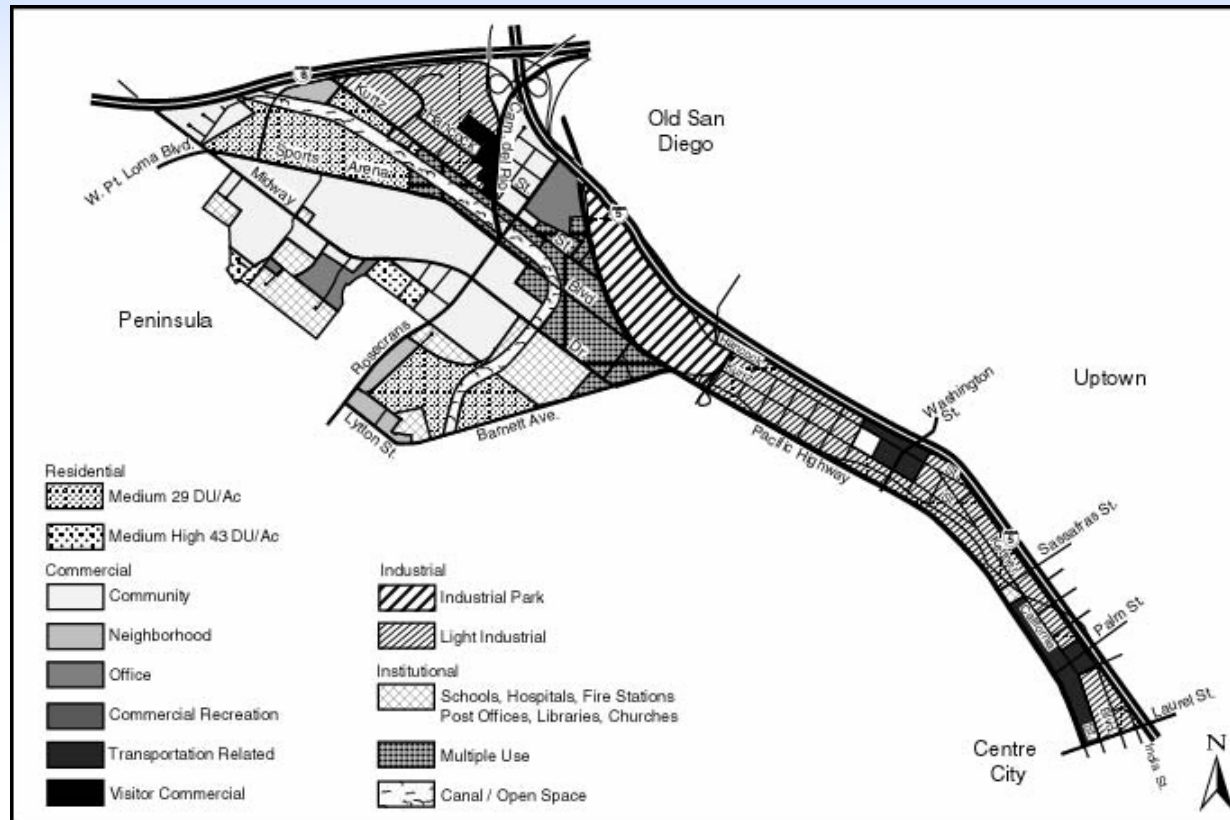 Old San
Diego
Kurtz
Hancock
Cam. del Rio
St.
W. Pt. Loma Blvd.
Sports Arena
Midway
St.
Blvd
Dr.
Peninsula
Rosecrans
Lytton St.
Barnett Ave.
Hancock
Uptown
Washington
St.
Pacific Highway
5
Sassafras St.
California
Palm St.
Laurel St.
India St.
Centre
City
N
Residential
Medium 29 DU/Ac
Medium High 43 DU/Ac
Commercial
Community
Neighborhood
Office
Commercial Recreation
Transportation Related
Visitor Commercial
Industrial
Industrial Park
Light Industrial
Institutional
Schools, Hospitals, Fire Stations
Post Offices, Libraries, Churches
Multiple Use
Canal / Open Space